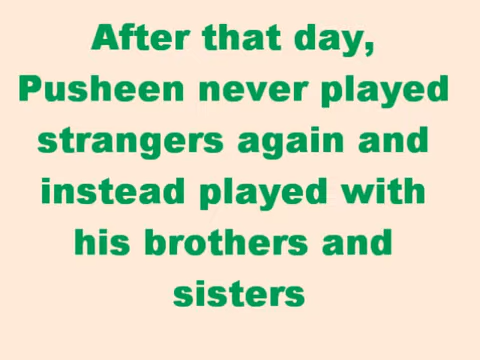 After that day,
Pusheen never played
strangers again and
instead played with
his brothers and
sisters